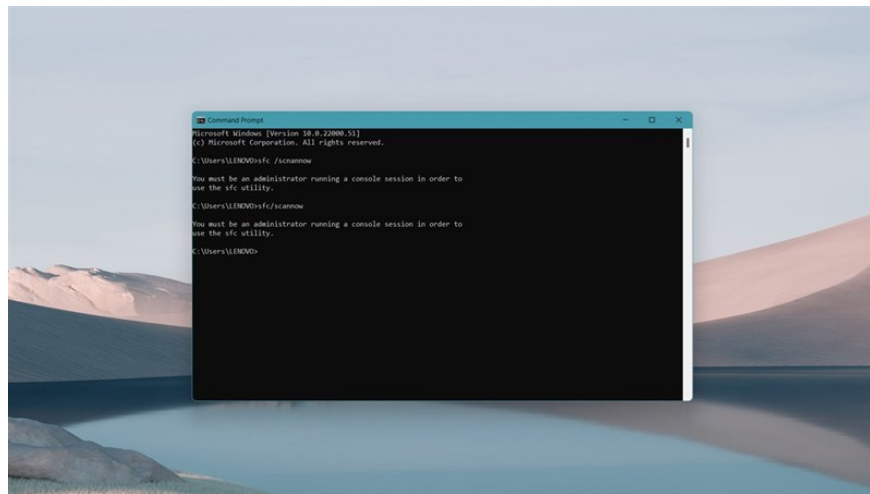 Command Prompt
Microsoft Windows [Version 10.0.22000.51]
(c) Microsoft Corporation. All rights reserved.
C:\Users\LENOVO>sfc /scnannow
You must be an administrator running a console session in order to
use the sfc utility.
C:\Users\LENOVO>sfc/scannow
You must be an administrator running a console session in order to
use the sfc utility.
C:\Users\LENOVO>